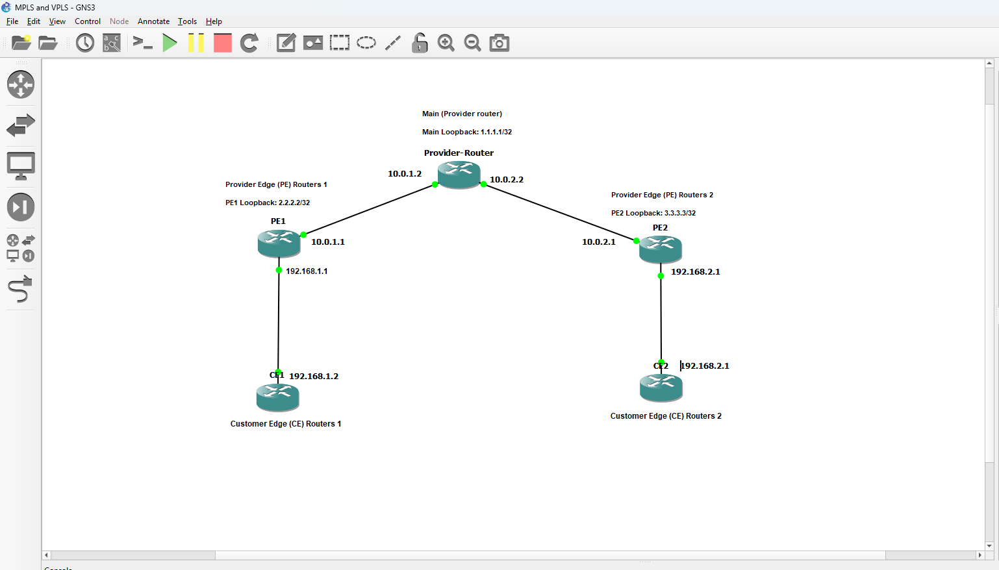 MPLS and VPLS - GNS3
File Edit View Control Node Annotate Tools Help
Main (Provider router)
Main Loopback: 1.1.1.1/32
Provider-Router
10.0.1.2
10.0.2.2
Provider Edge (PE) Routers 1
PE1 Loopback: 2.2.2.2/32
PE1
10.0.1.1
192.168.1.1
Provider Edge (PE) Routers 2
PE2 Loopback: 3.3.3.3/32
PE2
10.0.2.1
192.168.2.1
CE1 192.168.1.2
Customer Edge (CE) Routers 1
CE2 192.168.2.1
Customer Edge (CE) Routers 2